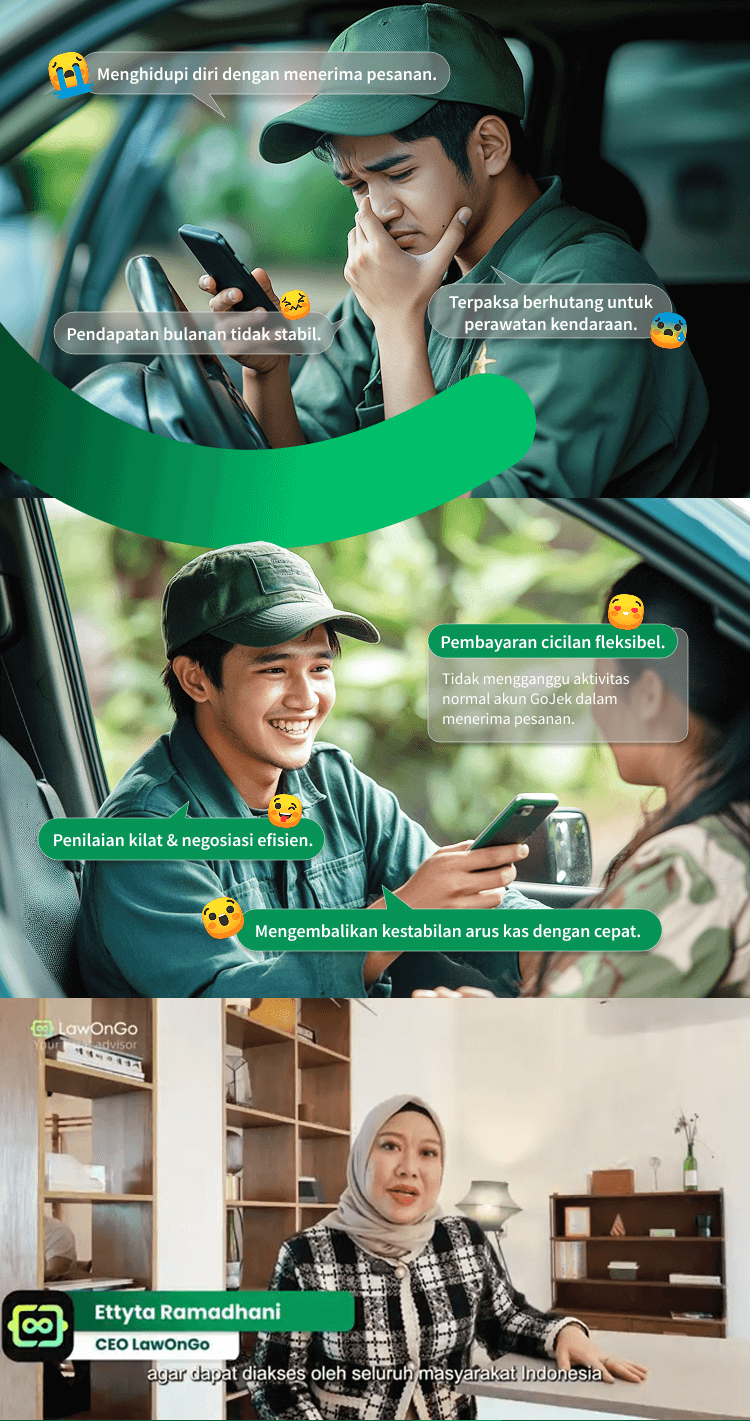 Menghidupi diri dengan menerima pesanan.
Terpaksa berhutang untuk
perawatan kendaraan.
Pendapatan bulanan tidak stabil.
Pembayaran cicilan fleksibel.
Tidak mengganggu aktivitas
normal akun GoJek dalam
menerima pesanan.
Penilaian kilat & negosiasi efisien.
Mengembalikan kestabilan arus kas dengan cepat.
LawOnGo
Your advisor
Ettyta Ramadhani
CEO LawOnGo
agar dapat diakses oleh seluruh masyarakat Indonesia